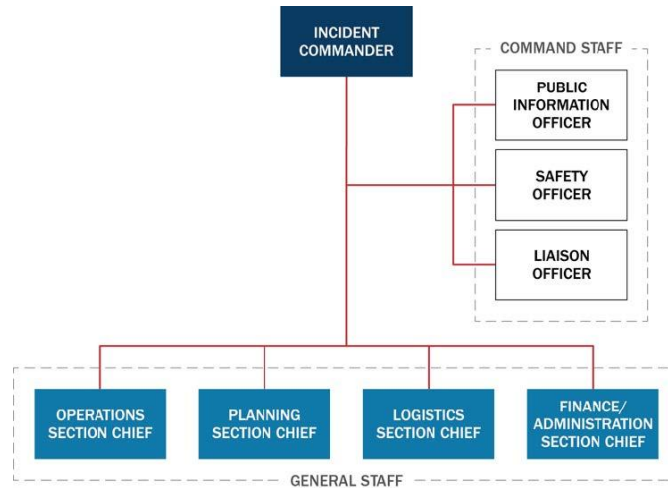 INCIDENT
COMMANDER
COMMAND STAFF
PUBLIC
INFORMATION
OFFICER
SAFETY
OFFICER
LIAISON
OFFICER
OPERATIONS
SECTION CHIEF
PLANNING
SECTION CHIEF
LOGISTICS
SECTION CHIEF
FINANCE/
ADMINISTRATION
SECTION CHIEF
GENERAL STAFF